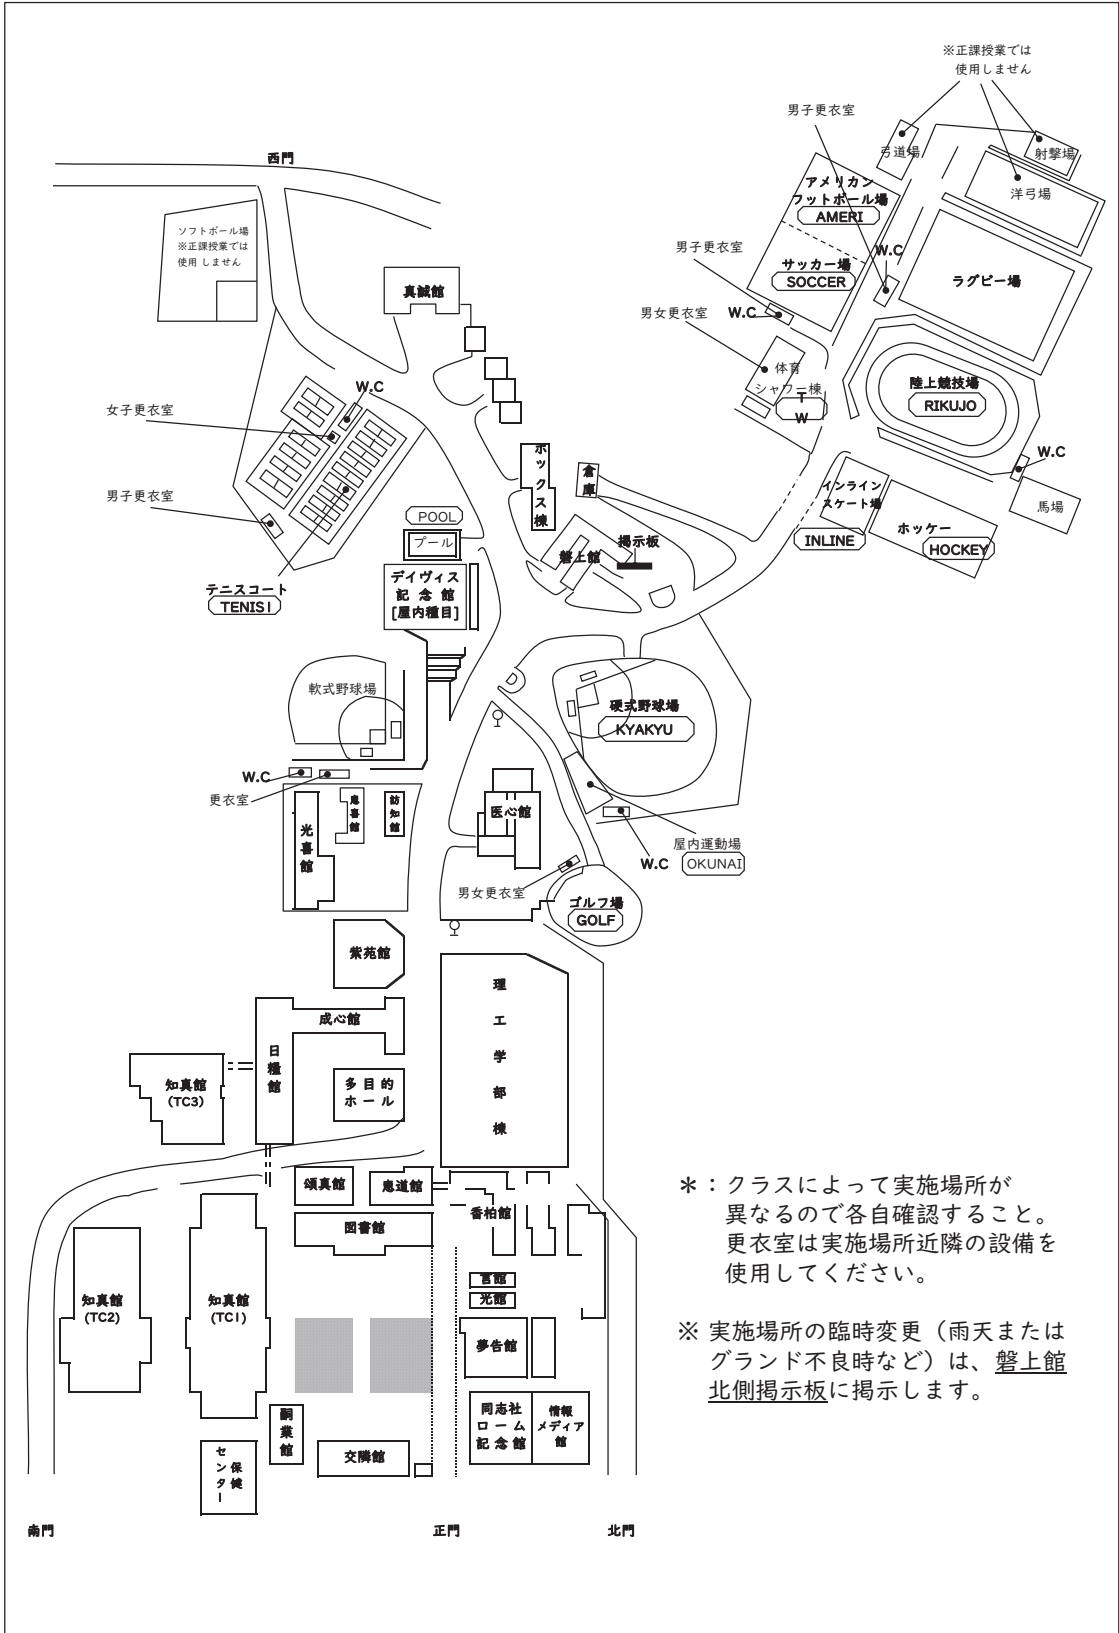 ※正課授業では
使用しません
男子更衣室
弓道場
射撃場
洋弓場
西門
アメリカン
フットボール場
AMERI
ソフトボール場
※正課授業では
使用 しません
男子更衣室
W.C
サッカー場
SOCCER
ラグビー場
真誠館
男女更衣室
W.C
体育
シャワー棟
T
W
陸上競技場
RIKUJO
W.C
女子更衣室
W.C
ボックス棟
倉庫
インライン
スケート場
馬場
男子更衣室
POOL
プール
ホッケー
INLINE
HOCKEY
掲示板
磐上館
デイヴィス
記 念 館
[屋内種目]
テニスコート
TENISI
軟式野球場
硬式野球場
KYAKYU
W.C
更衣室
恵喜館
訪知館
医心館
光喜館
屋内運動場
W.C
OKUNAI
男女更衣室
ゴルフ場
GOLF
紫苑館
理工学部棟
成心館
日糧館
知真館
(TC3)
多 目 的
ホ ー ル
頌真館
恵道館
香柏館
図書館
言館
光館
知真館
(TC2)
知真館
(TC1)
夢告館
嗣業館
同志社
ロ ー ム
記 念 館
情報
メディア
館
交隣館
保健
センター
南門
正門
北門
＊：クラスによって実施場所が
異なるので各自確認すること。
更衣室は実施場所近隣の設備を
使用してください。
※ 実施場所の臨時変更（雨天または
グランド不良時など）は、磐上館
北側掲示板に掲示します。